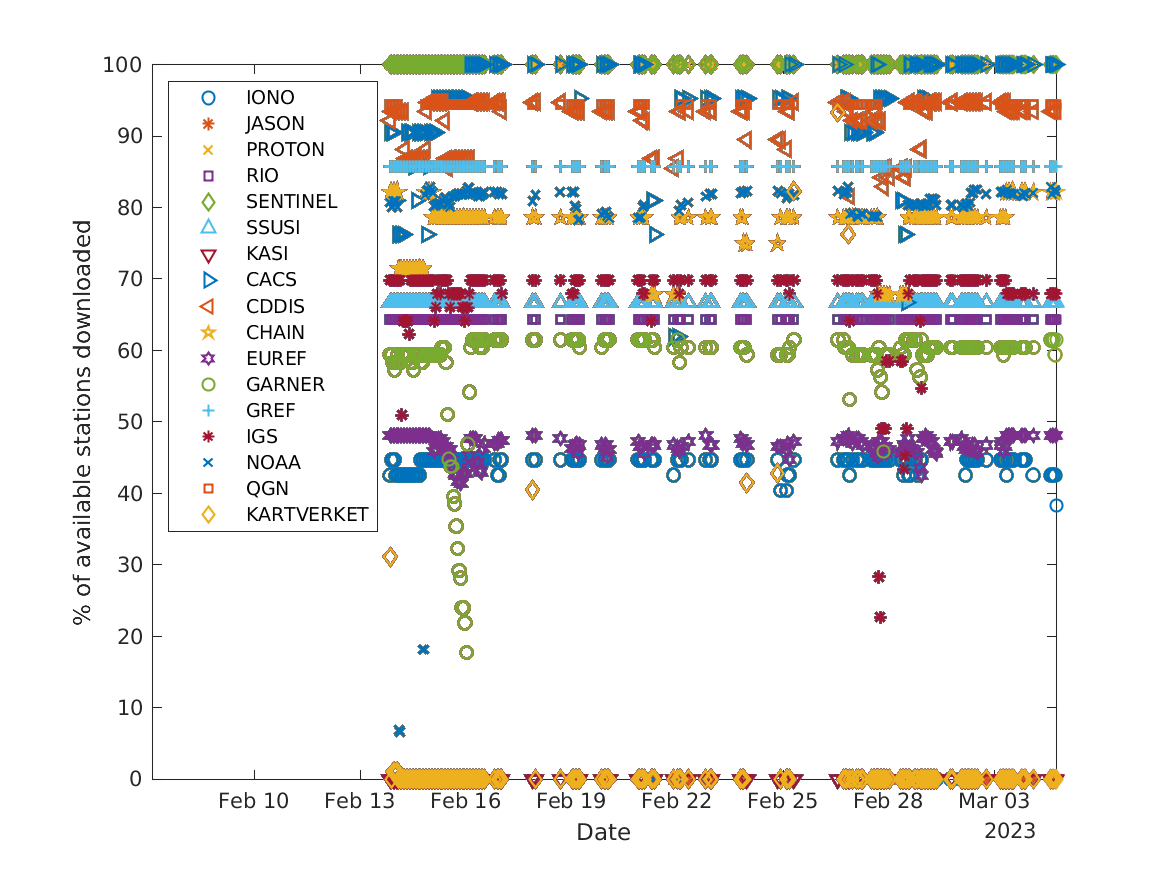 100
90
80
70
60
50
40
30
20
10
0
% of available stations downloaded
IONO
JASON
PROTON
RIO
SENTINEL
SSUSI
KASI
CACS
CDDIS
CHAIN
EUREF
GARNER
GREF
IGS
NOAA
QGN
KARTVERKET
Feb 10 Feb 13 Feb 16 Feb 19 Feb 22 Feb 25 Feb 28 Mar 03
Date
2023